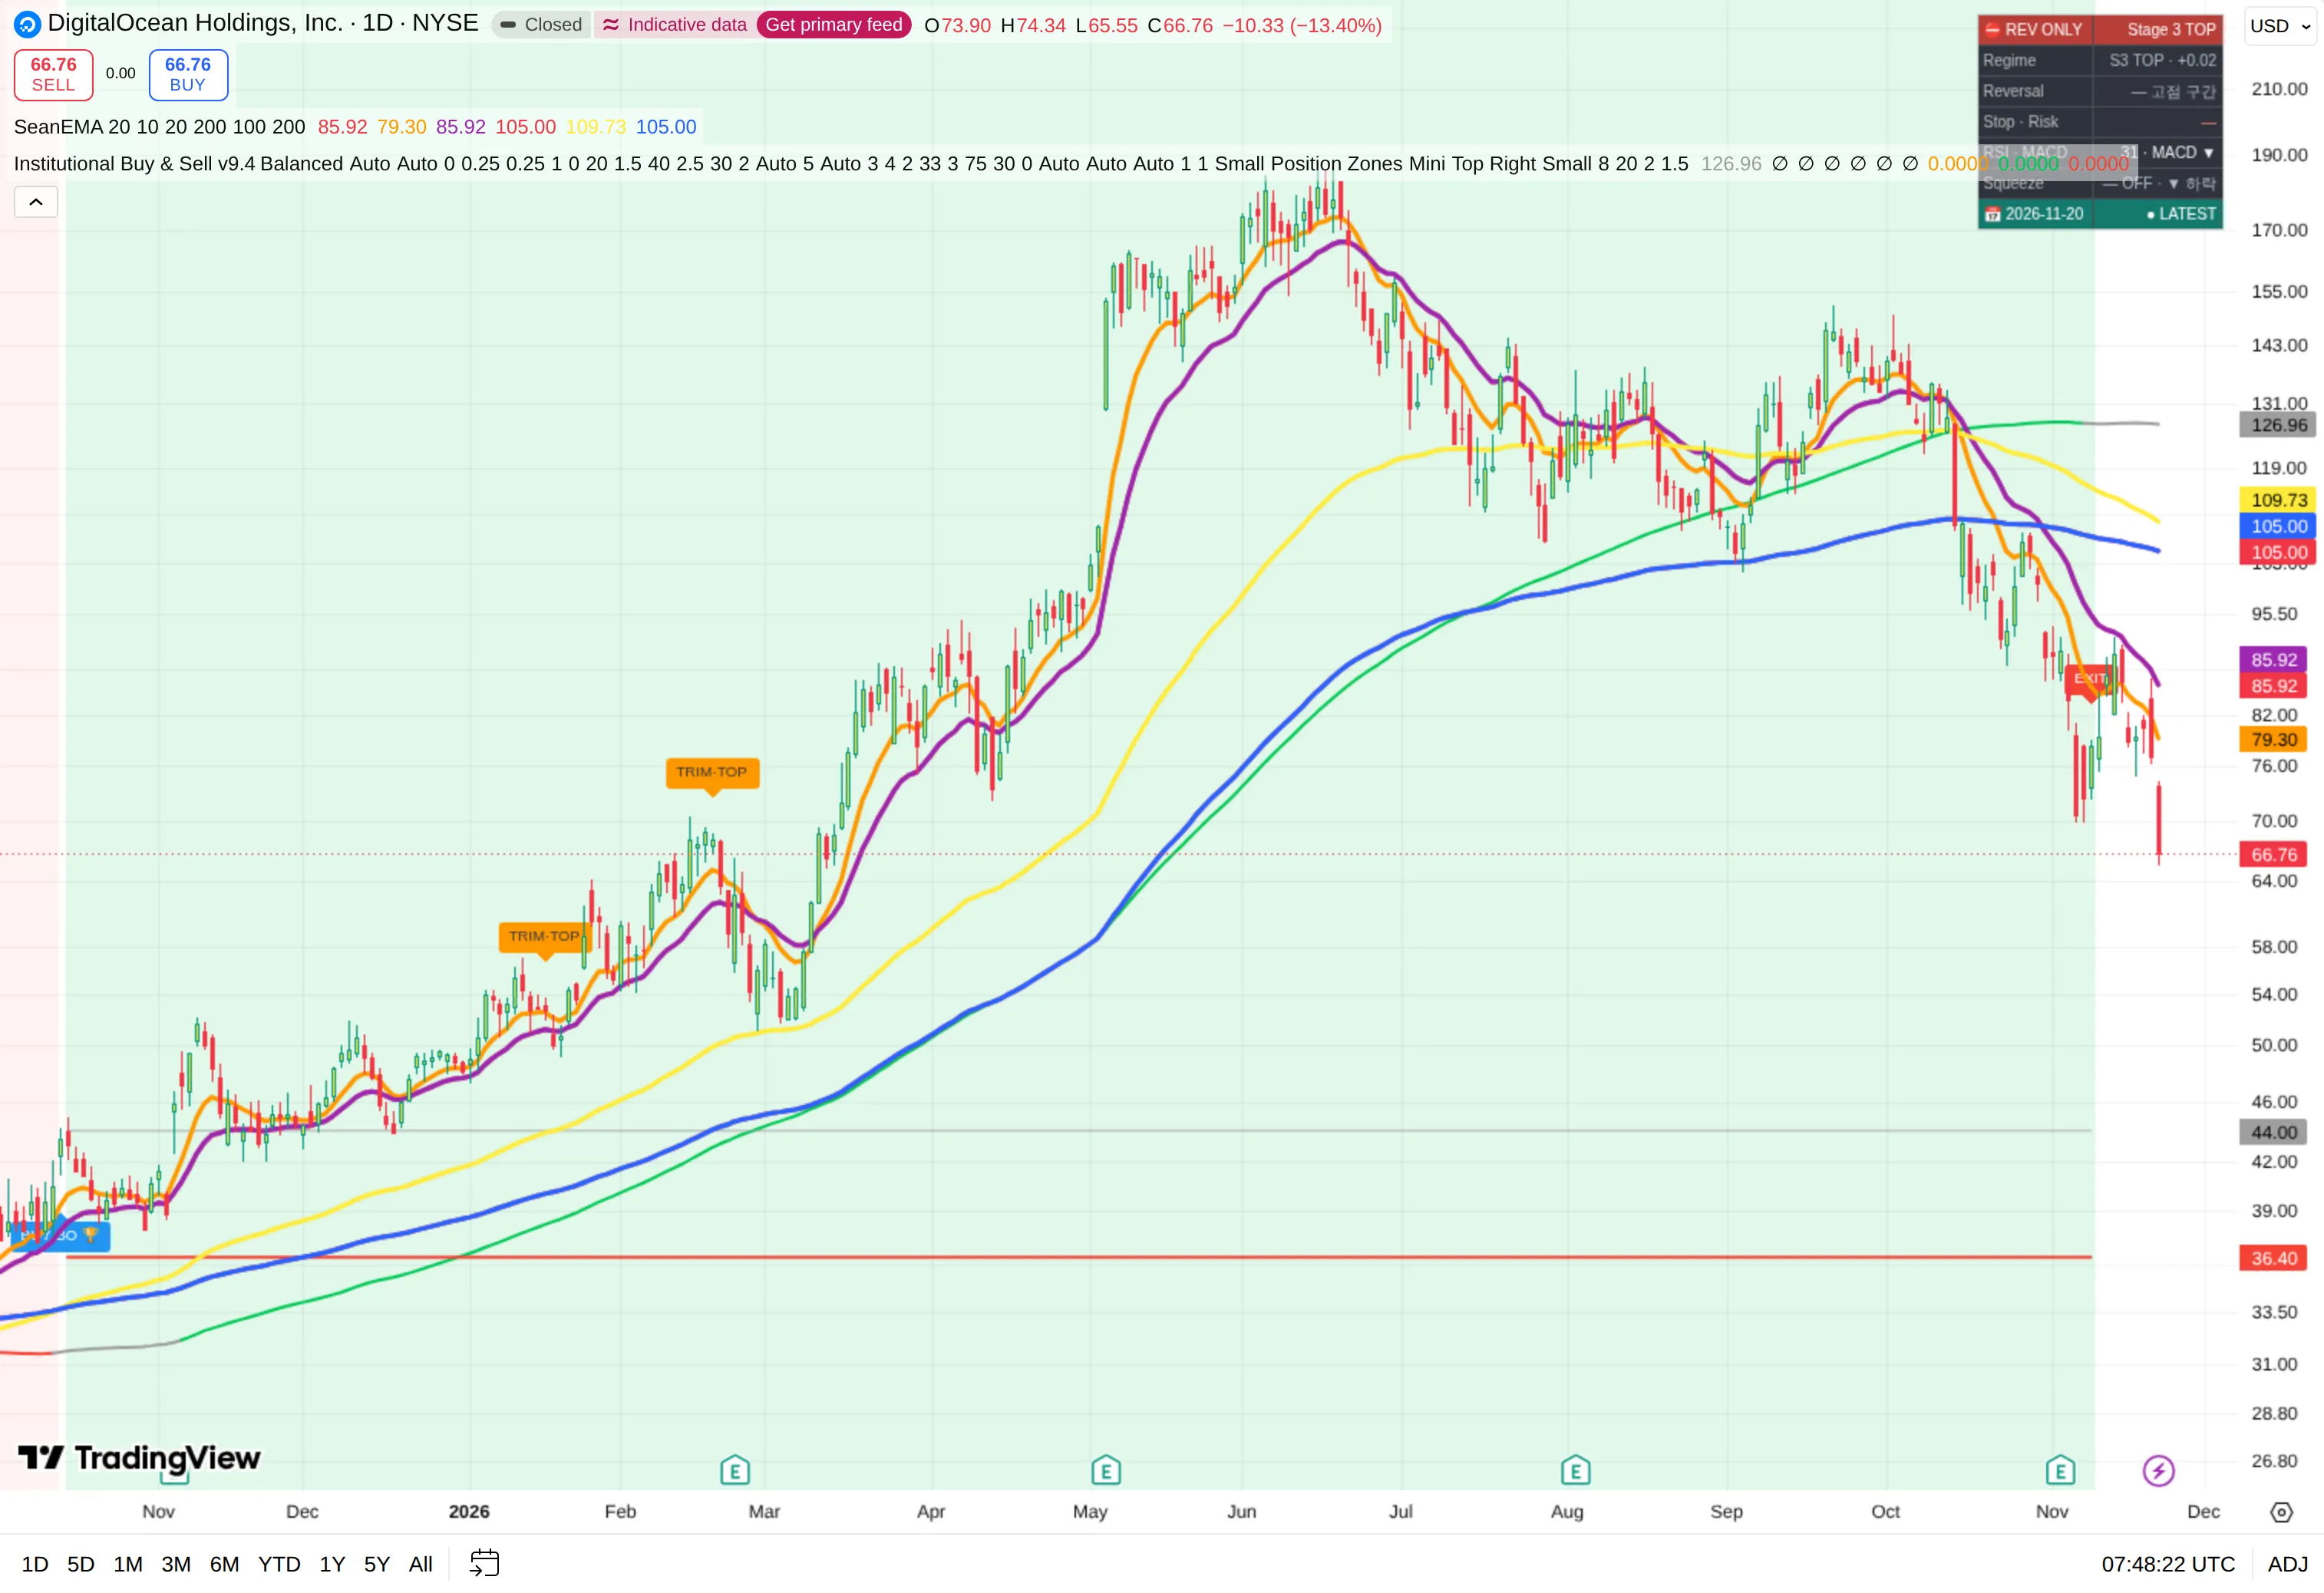 DigitalOcean Holdings, Inc. · 1D · NYSE Closed Indicative data Get primary feed O73.90 H74.34 L65.55 C66.76 −10.33 (−13.40%)
66.76
SELL
0.00
66.76
BUY
SeanEMA 20 10 20 200 100 200 85.92 79.30 85.92 105.00 109.73 105.00
Institutional Buy & Sell v9.4 Balanced Auto Auto 0 0.25 0.25 1 0 20 1.5 40 2.5 30 2 Auto 5 Auto 3 4 2 33 3 75 30 0 Auto Auto Auto 1 1 Small Position Zones Mini Top Right Small 8 20 2 1.5 126.96 ∅ ∅ ∅ ∅ ∅ ∅ 0.0000 0.0000 0.0000
⛔ REV ONLY Stage 3 TOP
Regime S3 TOP · +0.02
Reversal — 고점 구간
Stop · Risk —
RSI · MACD 31 · MACD ▼
Squeeze — OFF · ▼ 하락
📅 2026-11-20 ● LATEST
USD
210.00
190.00
170.00
155.00
143.00
131.00
126.96
119.00
109.73
105.00
105.00
95.50
85.92
85.92
82.00
79.30
76.00
70.00
66.76
64.00
58.00
54.00
50.00
46.00
44.00
42.00
39.00
36.40
33.50
31.00
28.80
26.80
EXIT
TRIM-TOP
TRIM-TOP
TradingView
E
E
E
E
Nov Dec 2026 Feb Mar Apr May Jun Jul Aug Sep Oct Nov Dec
1D 5D 1M 3M 6M YTD 1Y 5Y All
07:48:22 UTC ADJ